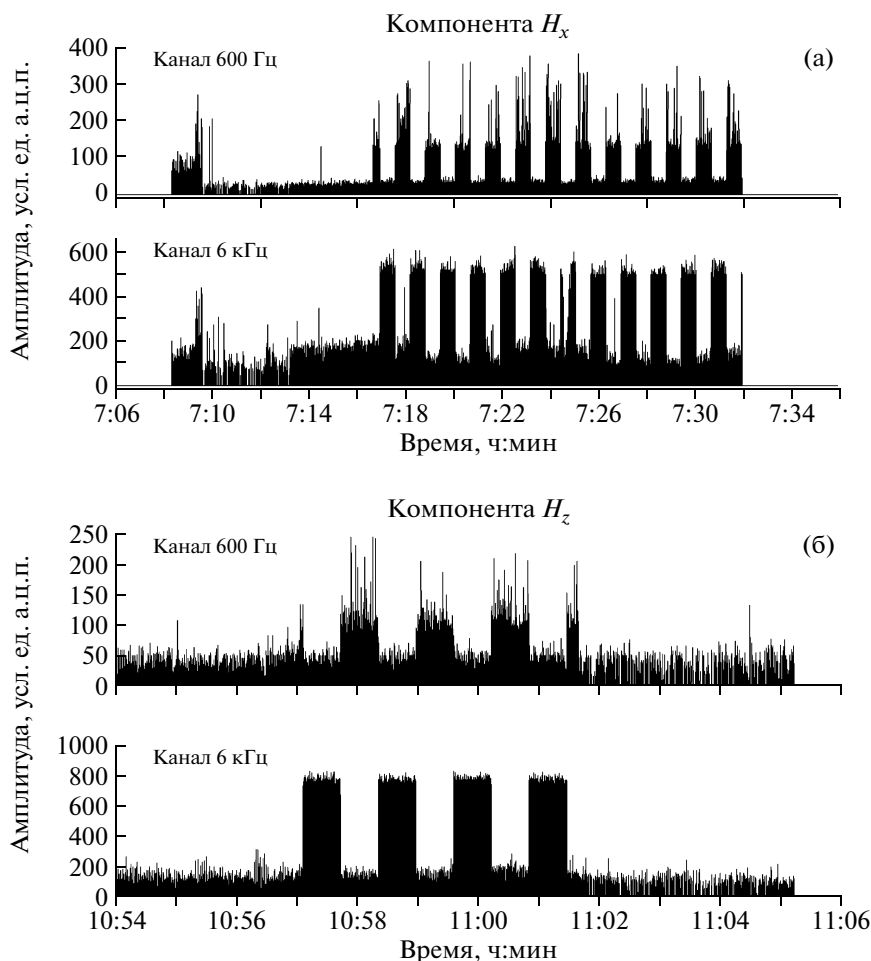 Компонента Hx
Канал 600 Гц
(а)
400
300
200
100
0
Канал 6 кГц
600
400
200
0
Амплитуда, усл. ед. а.ц.п.
7:06 7:10 7:14 7:18 7:22 7:26 7:30 7:34
Время, ч:мин
Компонента Hz
Канал 600 Гц
(б)
250
200
150
100
50
0
Канал 6 кГц
1000
800
600
400
200
0
Амплитуда, усл. ед. а.ц.п.
10:54 10:56 10:58 11:00 11:02 11:04 11:06
Время, ч:мин